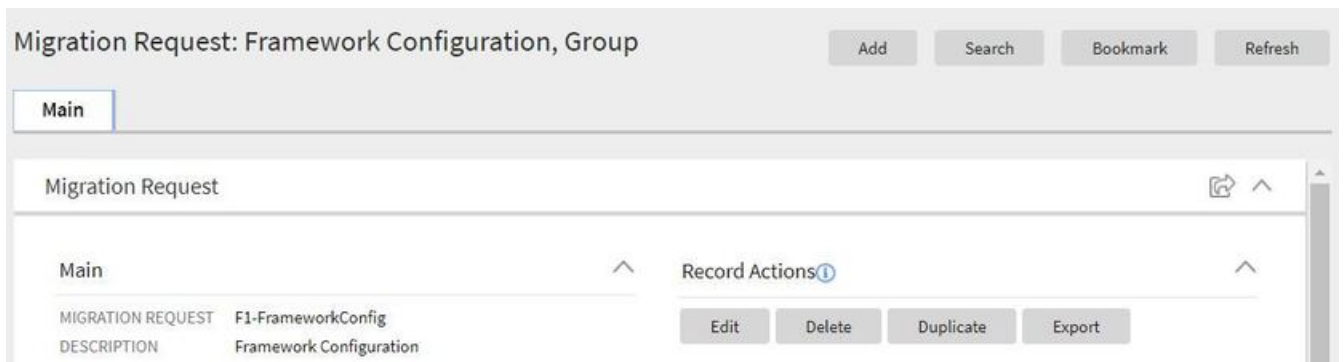 Migration Request: Framework Configuration, Group
Add Search Bookmark Refresh
Main
Migration Request
Main
Record Actions
MIGRATION REQUEST F1-FrameworkConfig
DESCRIPTION Framework Configuration
Edit Delete Duplicate Export